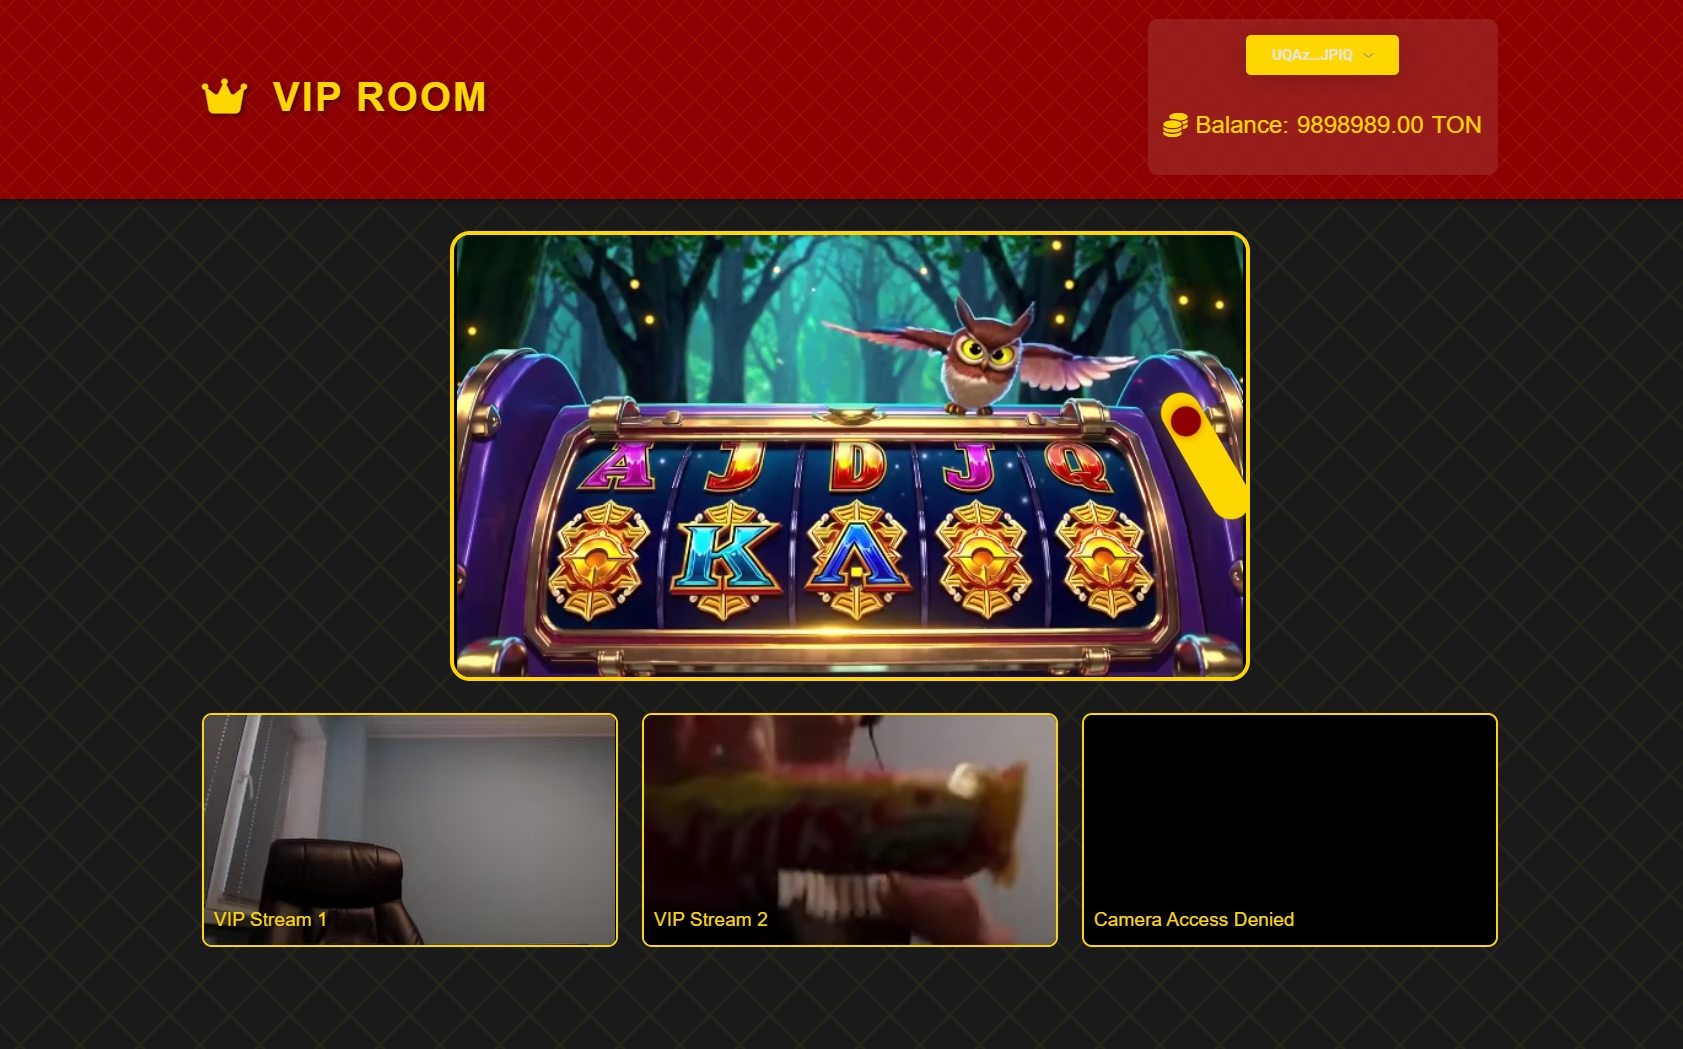 VIP ROOM
UQAz...JPIQ
Balance: 9898989.00 TON
A J D J Q
K A
VIP Stream 1
VIP Stream 2
Camera Access Denied